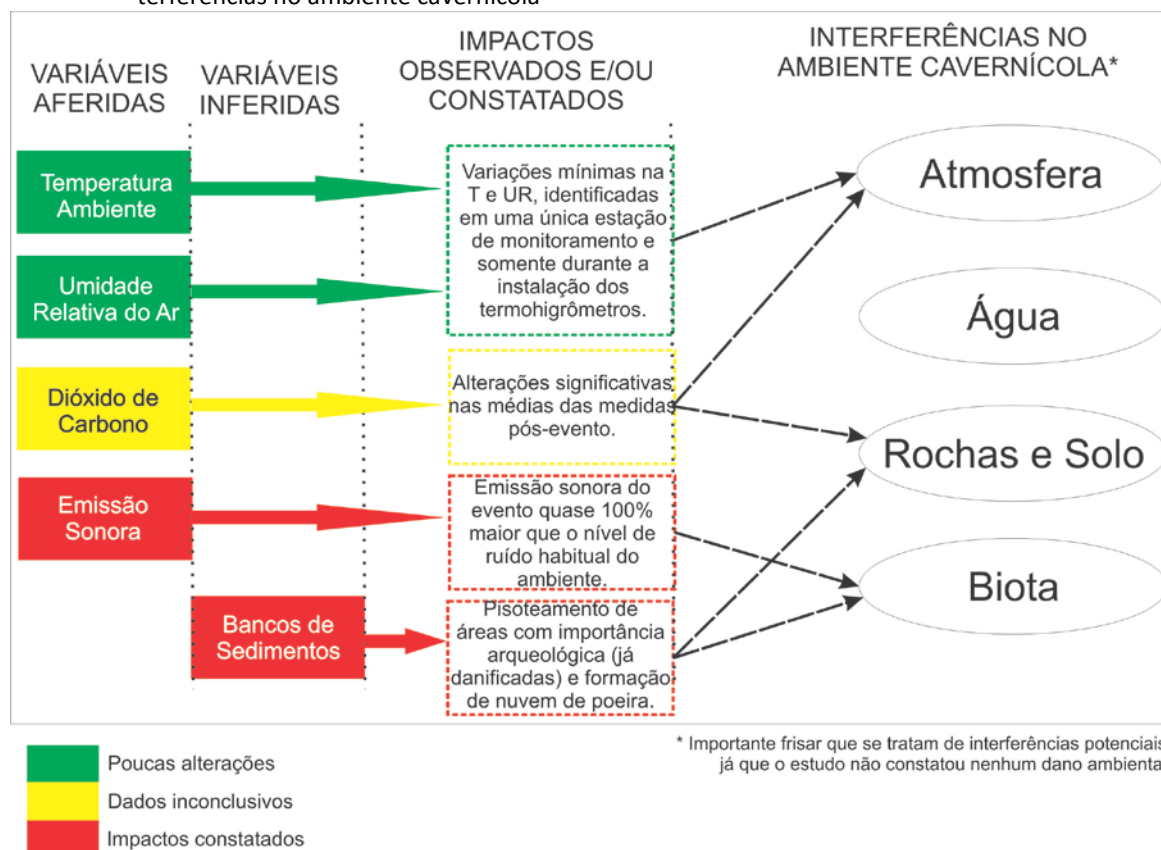 terferências no ambiente cavernícola
VARIÁVEIS
AFERIDAS
VARIÁVEIS
INFERIDAS
IMPACTOS
OBSERVADOS E/OU
CONSTATADOS
INTERFERÊNCIAS NO
AMBIENTE CAVERNÍCOLA*
Temperatura
Ambiente
Umidade
Relativa do Ar
Dióxido de
Carbono
Emissão
Sonora
Bancos de
Sedimentos
Variações mínimas na
T e UR, identificadas
em uma única estação
de monitoramento e
somente durante a
instalação dos
termohigrômetros.
Alterações significativas
nas médias das medidas
pós-evento.
Emissão sonora do
evento quase 100%
maior que o nível de
ruído habitual do
ambiente.
Pisoteamento de
áreas com importância
arqueológica (já
danificadas) e formação
de nuvem de poeira.
Atmosfera
Água
Rochas e Solo
Biota
Poucas alterações
Dados inconclusivos
Impactos constatados
* Importante frisar que se tratam de interferências potenciais
já que o estudo não constatou nenhum dano ambienta